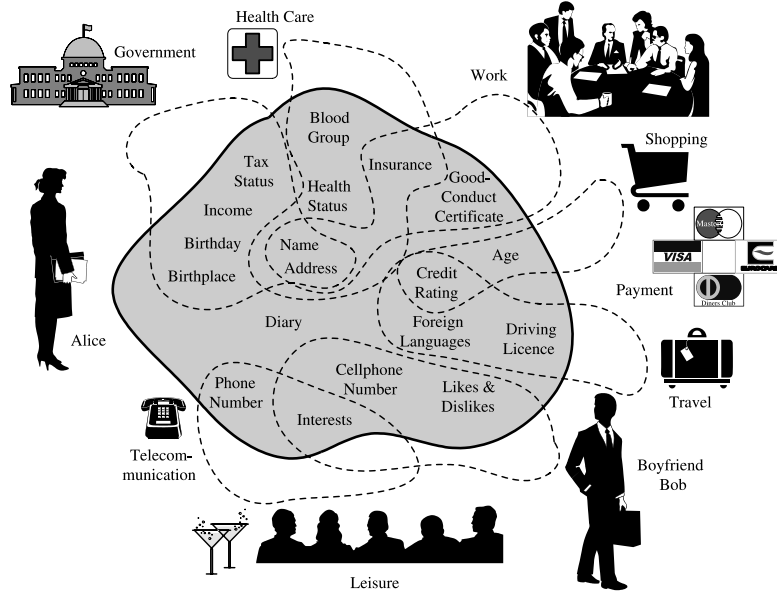 Health Care
Government
Work
Blood
Group
Shopping
Insurance
Tax
Status
Good-
Conduct
Certificate
Health
Status
Income
Master
Birthday
Name
Address
Age
VISA
Birthplace
Credit
Rating
Payment
Diners Club
Diary
Foreign
Languages
Driving
Licence
Alice
Cellphone
Number
Phone
Number
Likes &
Dislikes
Travel
Interests
Telecom-
munication
Boyfriend
Bob
Leisure